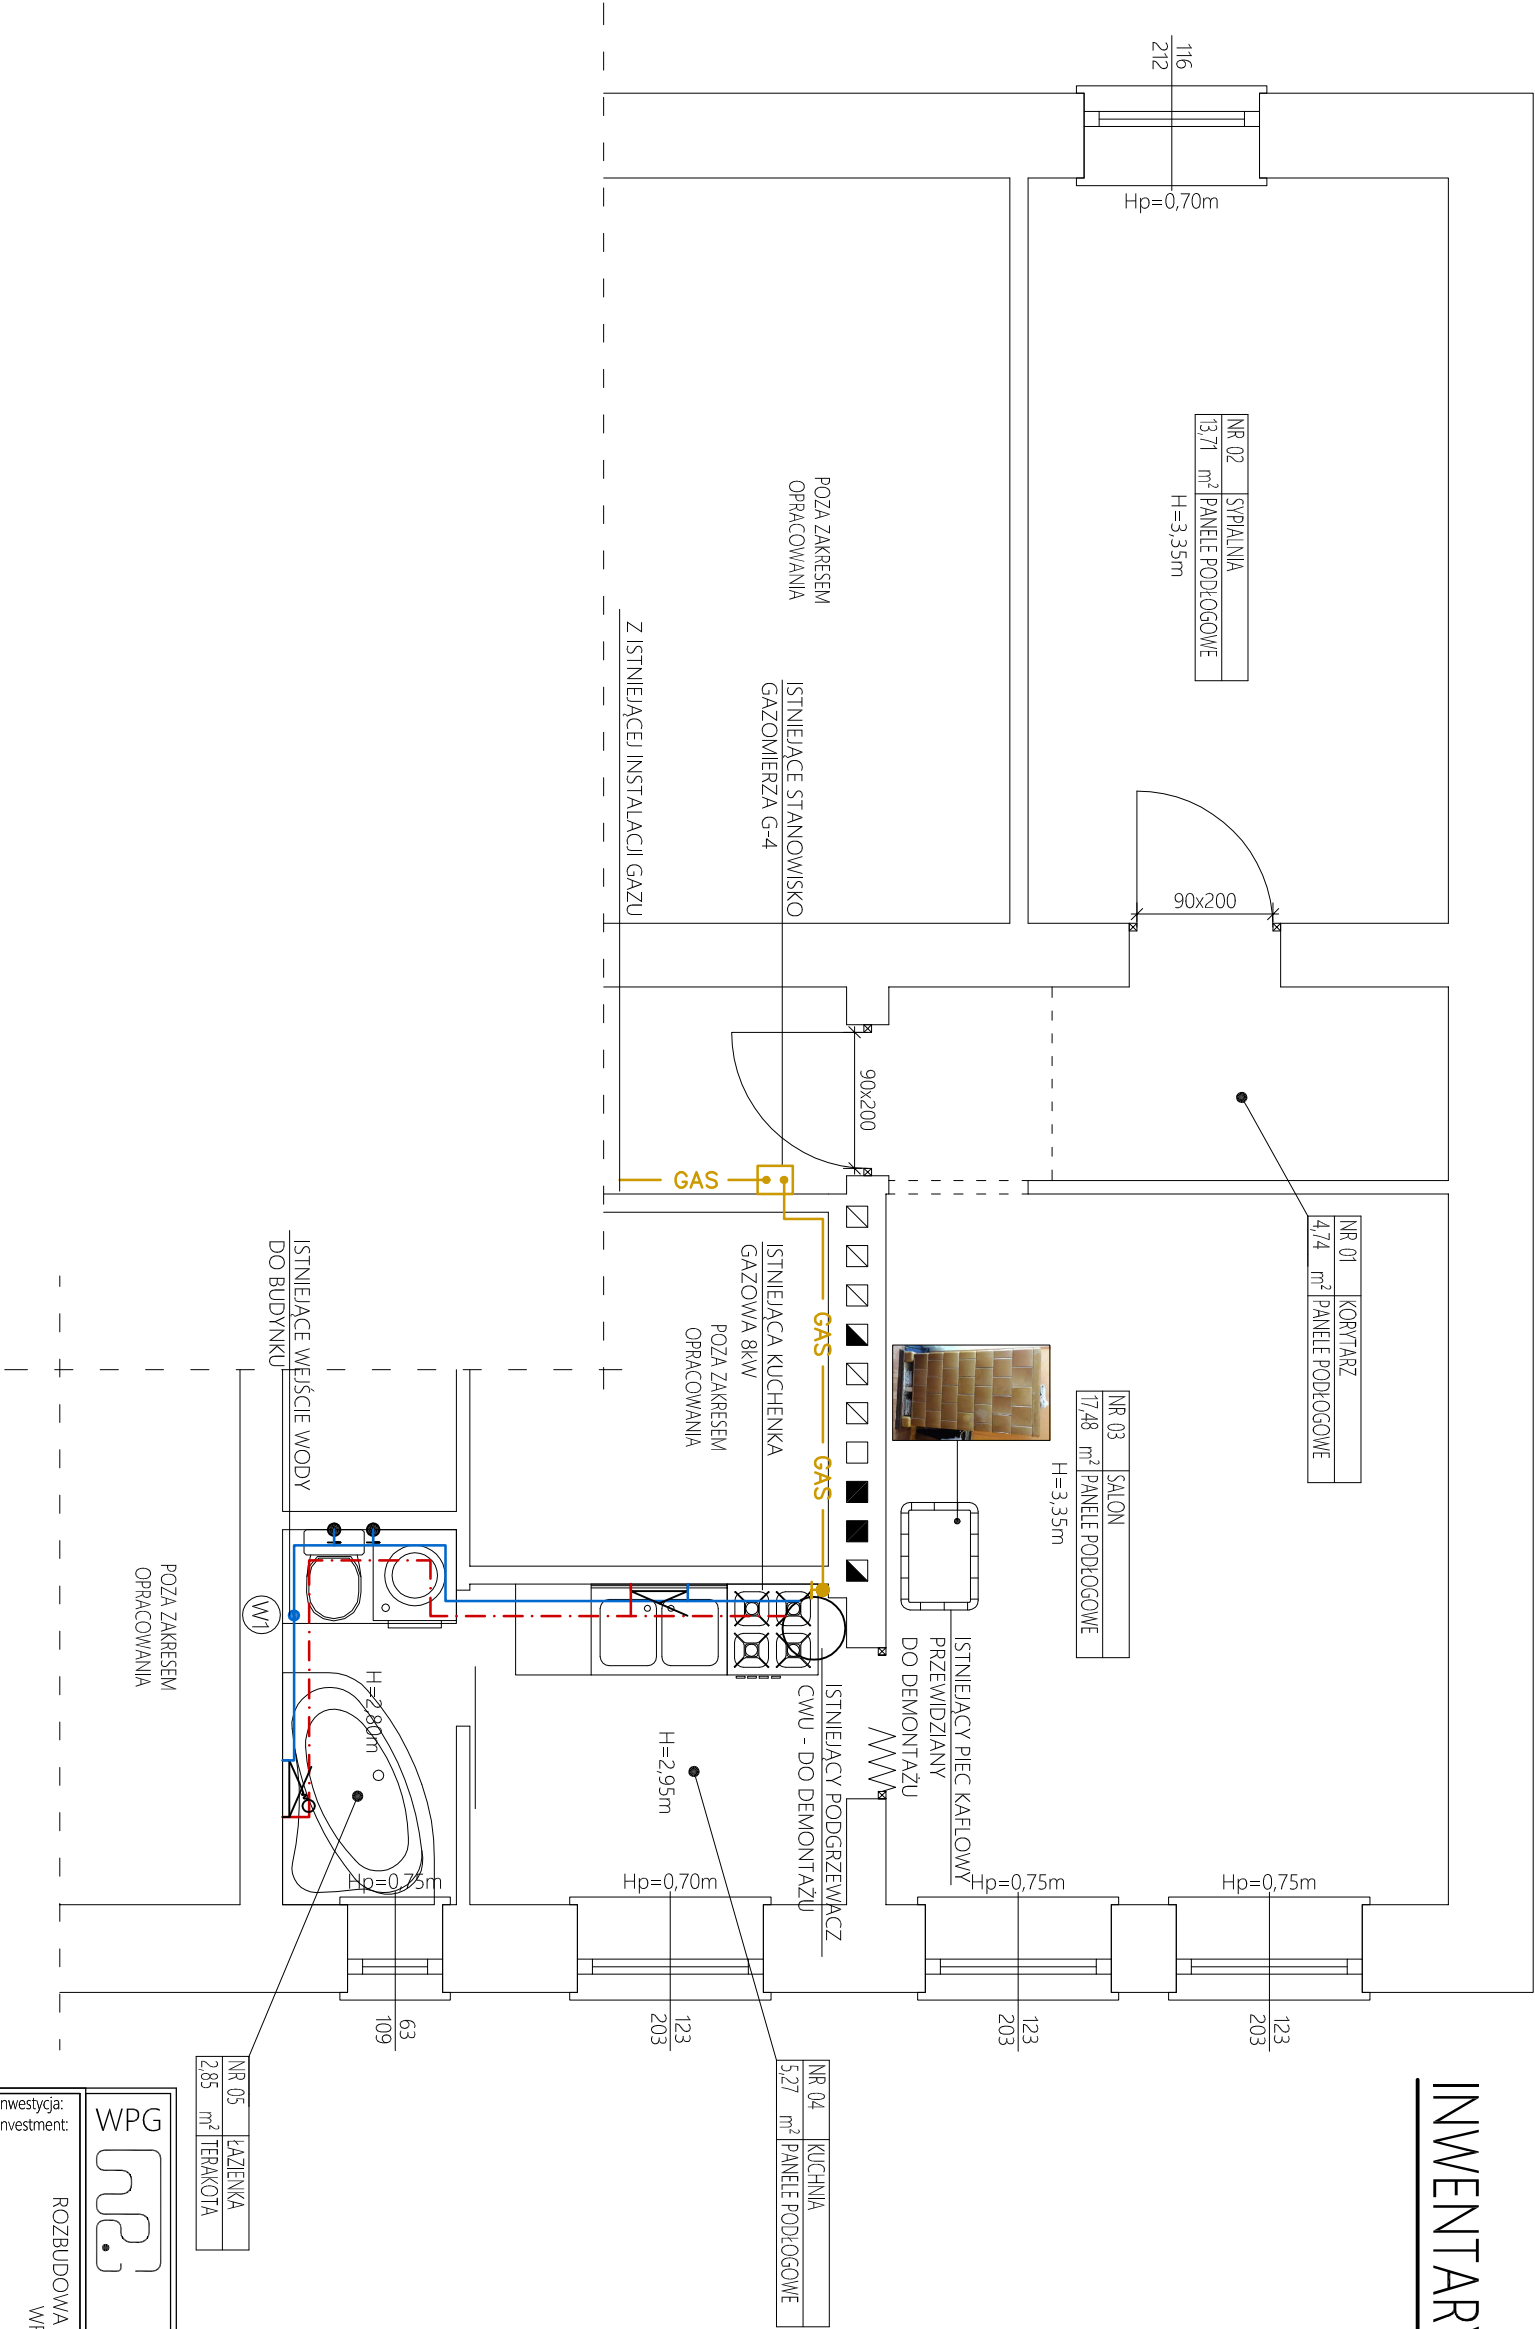 INWENTAR
116
212
Hp=0,70m
NR 02 SYPIALNIA
13,71 m² PANELE PODŁOGOWE
H=3,35m
POZA ZAKRESEM
OPRACOWANIA
ISTNIEJĄCE STANOWISKO
GAZOMIERZA G-4
Z ISTNIEJĄCEJ INSTALACJI GAZU
90x200
90x200
NR 01 KORYTARZ
4,74 m² PANELE PODŁOGOWE
GAS
GAS
GAS
NR 03 SALON
17,48 m² PANELE PODŁOGOWE
H=3,35m
ISTNIEJĄCA KUCHENKA
GAZOWA 8kW
POZA ZAKRESEM
OPRACOWANIA
ISTNIEJĄCE WEJŚCIE WODY
DO BUDYNKU
ISTNIEJĄCY PIEC KAFLOWY
PRZEWIDZIANY
DO DEMONTAŻU
ISTNIEJĄCY PODGRZEWACZ
CWU - DO DEMONTAŻU
POZA ZAKRESEM
OPRACOWANIA
W1
H=2,80m
H=2,95m
Hp=0,75m
Hp=0,70m
Hp=0,75m
Hp=0,75m
63
109
123
203
123
203
123
203
NR 04 KUCHNIA
5,27 m² PANELE PODŁOGOWE
NR 05 ŁAZIENKA
2,85 m² TERAKOTA
WPG
nwestycja:
nvestment:
ROZBUDOWA